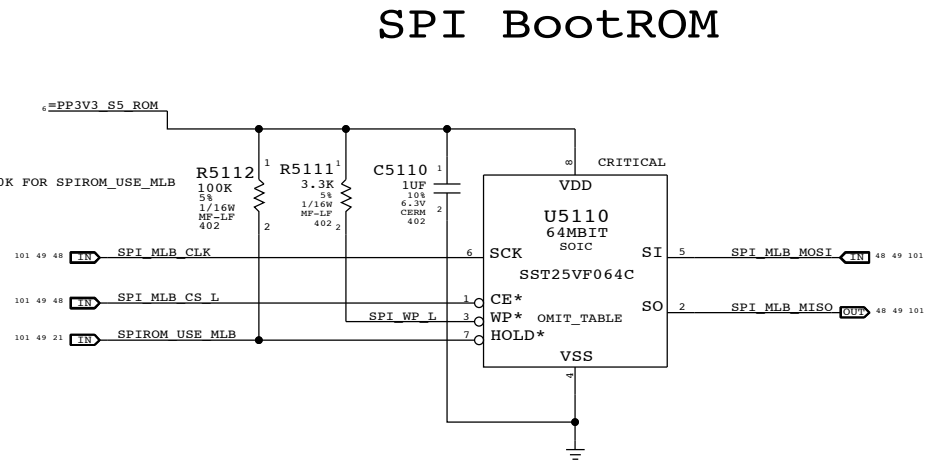 SPI BootROM
6 =PP3V3_S5_ROM
8 CRITICAL
R5112 1
100K
5%
1/16W
MF-LF
402 2
R5111 1
3.3K
5%
1/16W
MF-LF
402 2
C5110 1
1UF
10%
6.3V
CERM
402
2
0K FOR SPIROM_USE_MLB
VDD
U5110
64MBIT
SOIC
SST25VF064C
101 49 48 IN SPI_MLB_CLK 6 SCK
SI 5 SPI_MLB_MOSI IN 48 49 101
101 49 48 IN SPI_MLB_CS_L 1 CE*
SO 2 SPI_MLB_MISO OUT 48 49 101
SPI_WP_L 3 WP* OMIT_TABLE
101 49 21 IN SPIROM_USE_MLB 7 HOLD*
VSS
4